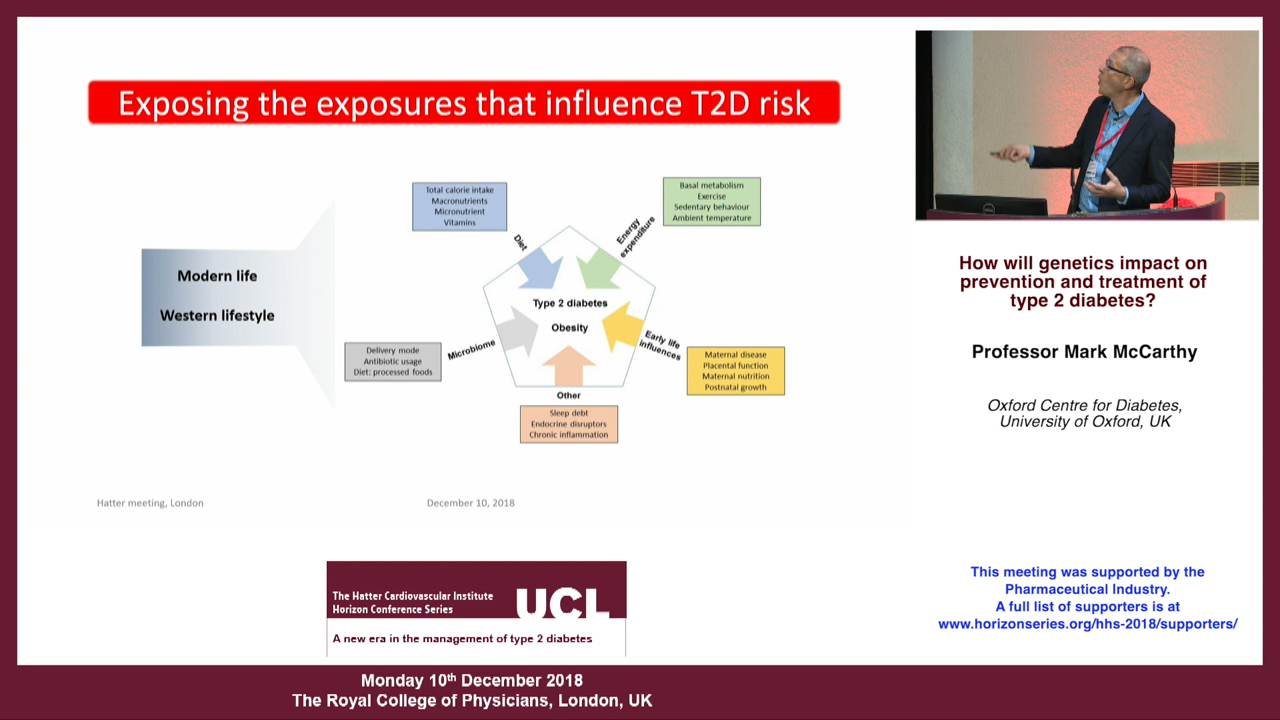 Exposing the exposures that influence T2D risk
Modern life
Western lifestyle
Total calorie intake
Macronutrients
Micronutrient
Vitamins
Diet
Basal metabolism
Exercise
Sedentary behaviour
Ambient temperature
Energy
expenditure
Type 2 diabetes
Obesity
Microbiome
Delivery mode
Antibiotic usage
Diet: processed foods
Early life
influences
Maternal disease
Placental function
Maternal nutrition
Postnatal growth
Other
Sleep debt
Endocrine disruptors
Chronic inflammation
Hatter meeting, London
December 10, 2018
How will genetics impact on
prevention and treatment of
type 2 diabetes?
Professor Mark McCarthy
Oxford Centre for Diabetes,
University of Oxford, UK
This meeting was supported by the
Pharmaceutical Industry.
A full list of supporters is at
www.horizonseries.org/hhs-2018/supporters/
The Hatter Cardiovascular Institute
Horizon Conference Series
UCL
A new era in the management of type 2 diabetes
Monday 10th December 2018
The Royal College of Physicians, London, UK